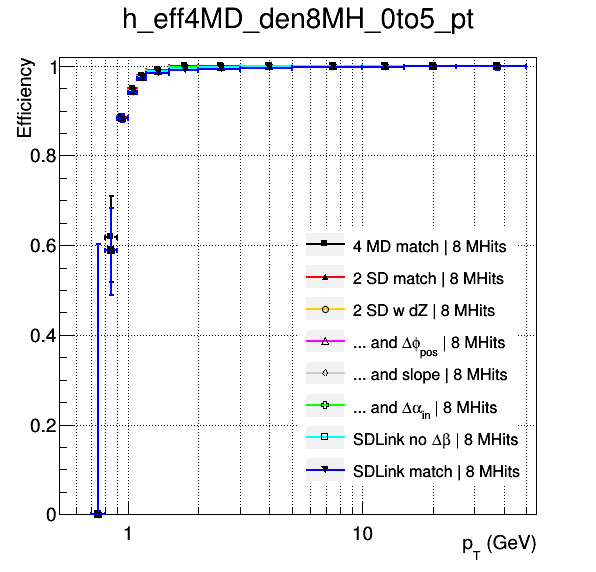 h_eff4MD_den8MH_0to5_pt
Efficiency
1
0.8
0.6
0.4
0.2
0
4 MD match | 8 MHits
2 SD match | 8 MHits
2 SD w dZ | 8 MHits
... and Δϕpos | 8 MHits
... and slope | 8 MHits
... and Δαin | 8 MHits
SDLink no Δβ | 8 MHits
SDLink match | 8 MHits
1 10
pT (GeV)